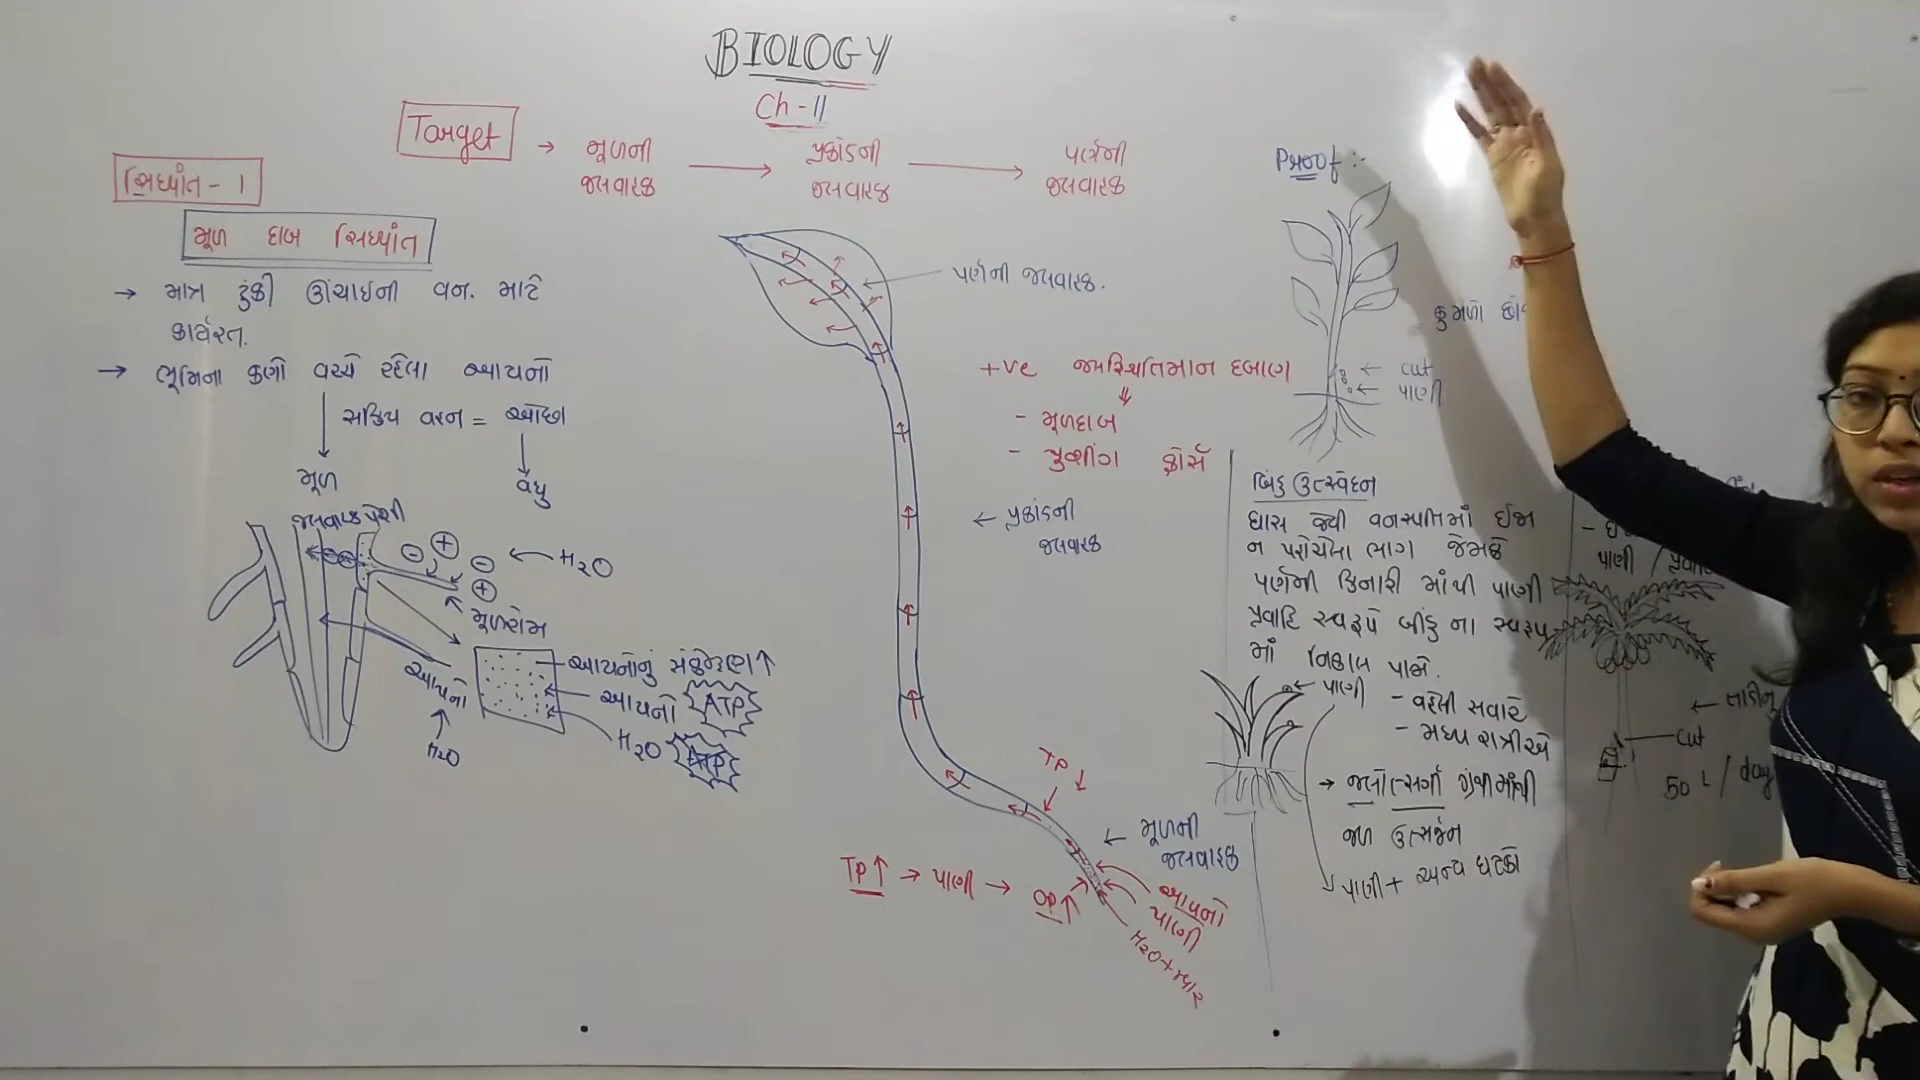 BIOLOGY
Ch - 11
Target → મૂળની જલવાહક → પ્રકાંડની જલવાહક → પર્ણની જલવાહક
સિધ્ધાંત - 1
મૂળ દાબ સિધ્ધાંત
→ માત્ર ટુંકી ઊંચાઇની વન. માટે
કાર્યરત.
→ ભૂમિના કણો વચ્ચે રહેલા આયનો
સક્રિય વહન = ઓછા
વધુ
મૂળ
જલવાહક પેશી
H2O
મૂળરોમ
આયનો
H2O
આયનોનું સંકેન્દ્રણ ↑
આયનો ATP
H2O ATP
પર્ણની જલવાહક.
+ve જલસ્થિતિમાન દબાણ
- મૂળદાબ
- પુશીંગ ફોર્સ
← પ્રકાંડની
જલવાહક
TP ↓
← મૂળની
જલવાહક
TP↑ → પાણી → OP↑
આયનો
પાણી
Proof :-
કુમળો
← cut
← પાણી
બિંદુ ઉત્સ્વેદન
ઘાસ જેવી વનસ્પતિમાં ઈજા
ન પહોંચેલા ભાગ જેમકે
પર્ણની કિનારી માંથી પાણી
પ્રવાહિ સ્વરૂપે બીંદુ ના સ્વરૂપ
માં નિકાલ પામે.
← પાણી
- વહેલી સવારે
- મધ્ય રાત્રીએ
→ જલોત્સર્ગી ગ્રંથીમાંથી
જળ ઉત્સર્જન
પાણી + અન્ય ઘટકો
પાણી /
← તાડીનુ
cut
50 L / day